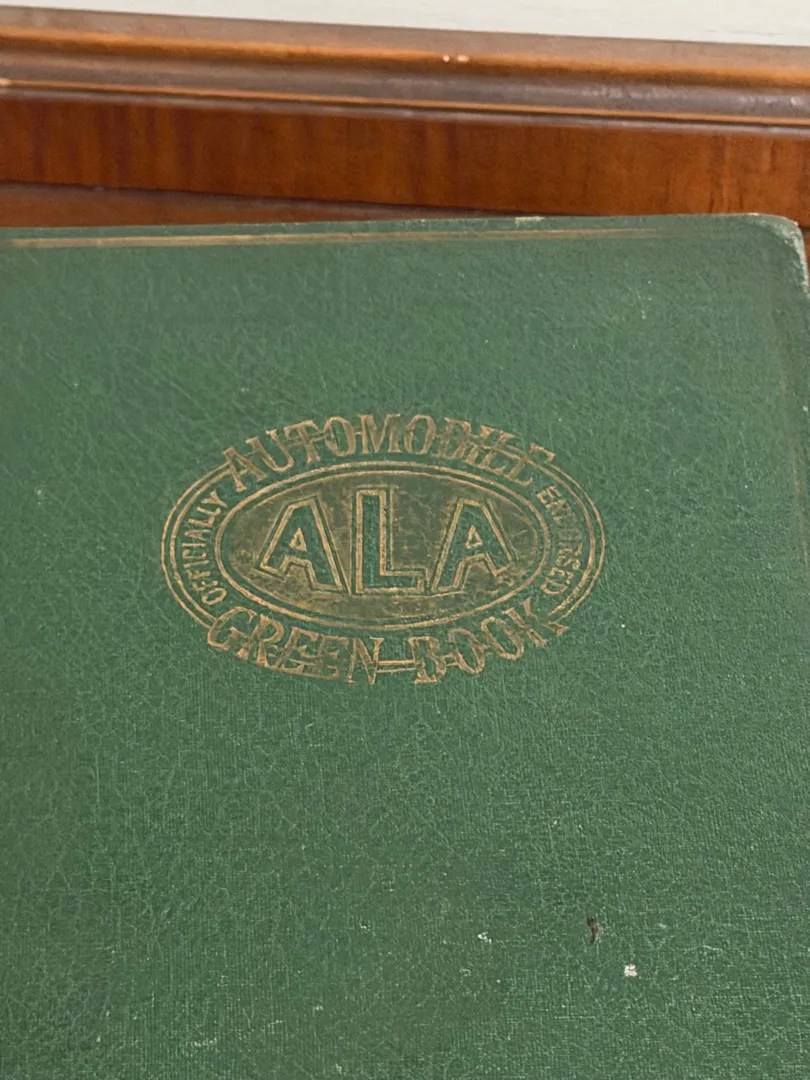 AUTOMOBILE
OFFICIALLY
ALA
ENDORSED
GREEN BOOK